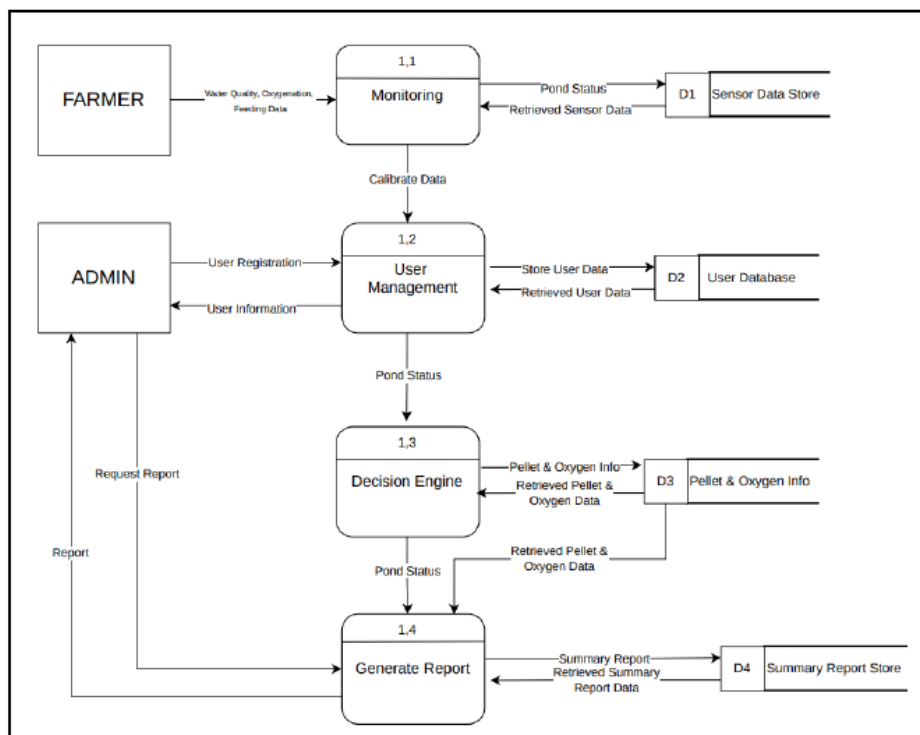 1,1
FARMER
Water Quality, Oxygenation,
Feeding Data
Monitoring
Pond Status
Retrieved Sensor Data
D1
Sensor Data Store
Calibrate Data
1,2
ADMIN
User Registration
User Information
User
Management
Store User Data
Retrieved User Data
D2
User Database
Pond Status
1,3
Decision Engine
Pellet & Oxygen Info
Retrieved Pellet &
Oxygen Data
D3
Pellet & Oxygen Info
Request Report
Report
Retrieved Pellet &
Oxygen Data
Pond Status
1,4
Generate Report
Summary Report
Retrieved Summary
Report Data
D4
Summary Report Store